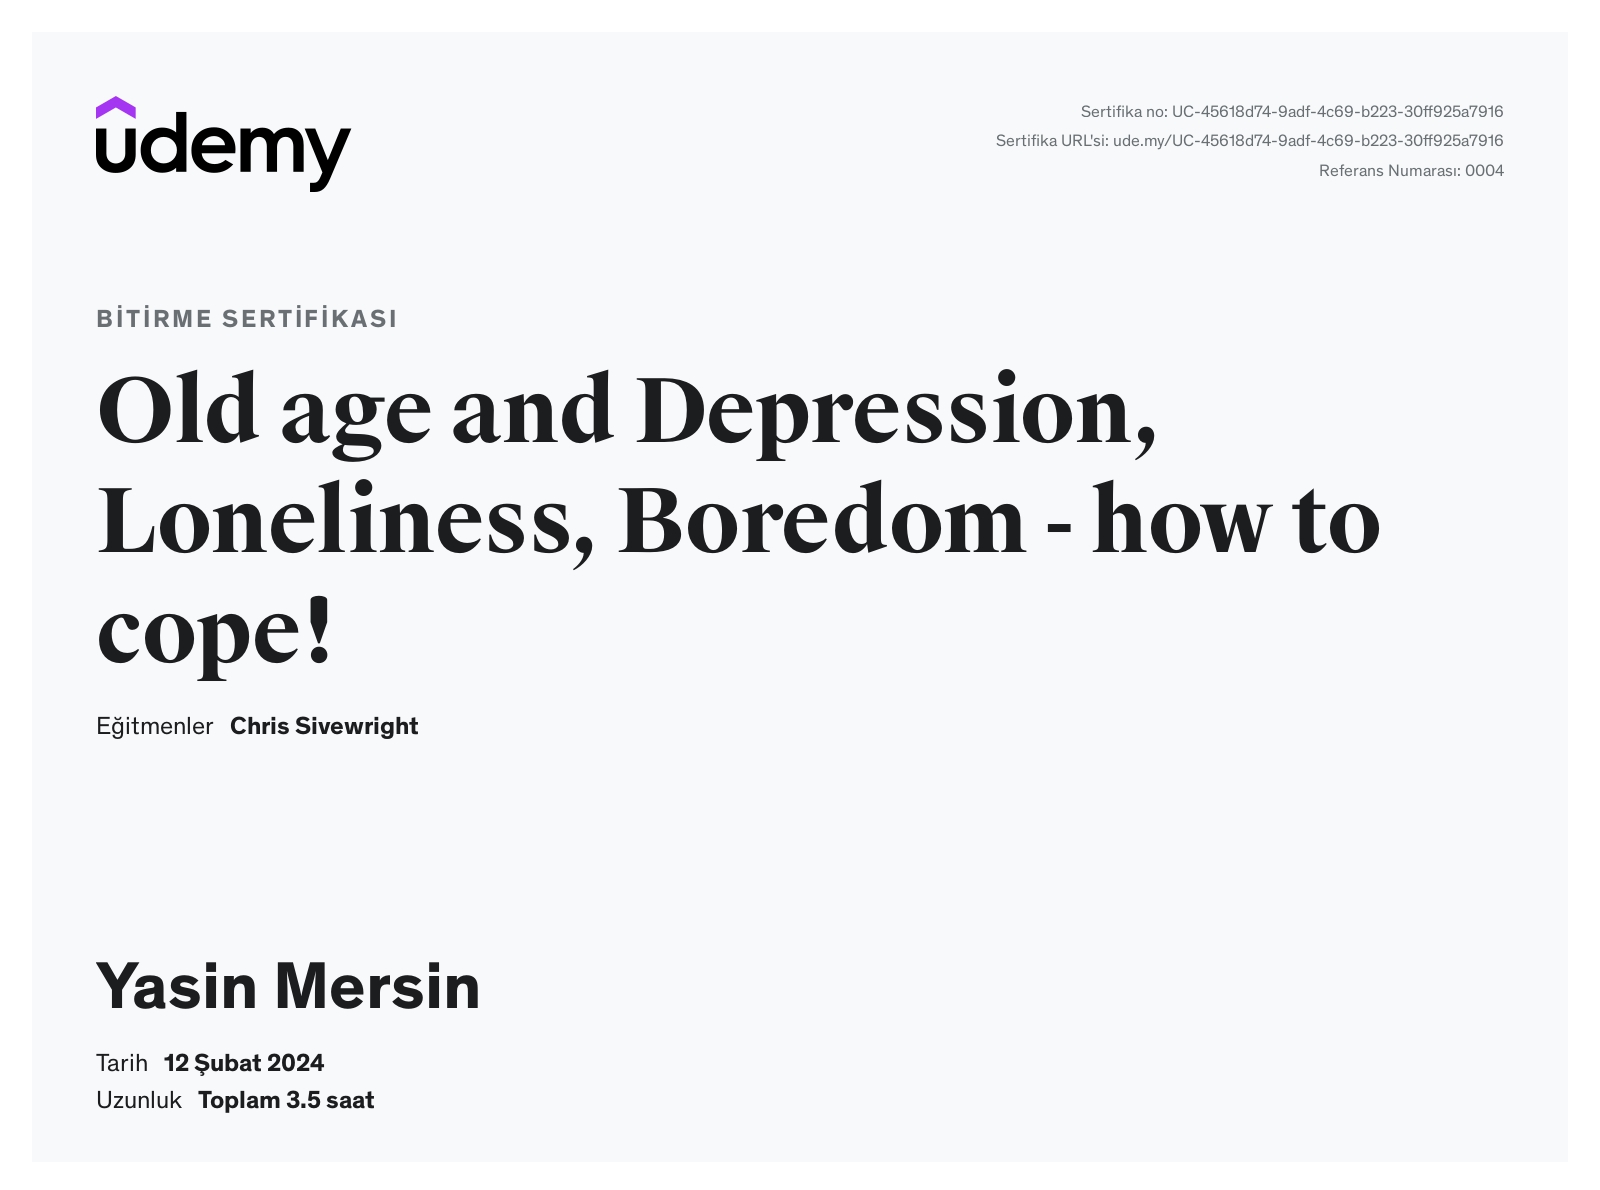 udemy
Sertifika no: UC-45618d74-9adf-4c69-b223-30ff925a7916
Sertifika URL'si: ude.my/UC-45618d74-9adf-4c69-b223-30ff925a7916
Referans Numarası: 0004
BİTİRME SERTİFİKASI
Old age and Depression,
Loneliness, Boredom - how to
cope!
Eğitmenler Chris Sivewright
Yasin Mersin
Tarih 12 Şubat 2024
Uzunluk Toplam 3.5 saat